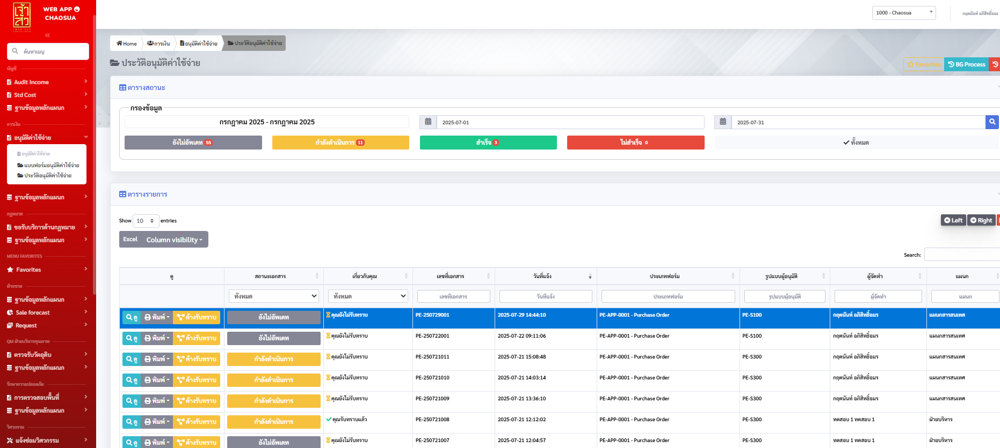 เจ้าสัว
WEB APP
CHAOSUA
ค้นหาเมนู
บัญชี
Audit Income
Std Cost
ฐานข้อมูลหลักแผนก
การเงิน
อนุมัติค่าใช้จ่าย
อนุมัติค่าใช้จ่าย
แบบฟอร์มอนุมัติค่าใช้จ่าย
ประวัติอนุมัติค่าใช้จ่าย
ฐานข้อมูลหลักแผนก
กฎหมาย
ขอรับบริการด้านกฎหมาย
ฐานข้อมูลหลักแผนก
MENU FAVORITES
Favorites
ฝ่ายขาย
ฐานข้อมูลหลักแผนก
Sale forecast
Request
QM ฝ่ายบริหารคุณภาพ
ตรวจรับวัตถุดิบ
ฐานข้อมูลหลักแผนก
รักษาความปลอดภัย
การตรวจสอบพื้นที่
ฐานข้อมูลหลักแผนก
วิศวกรรม
แจ้งซ่อมวิศวกรรม
1000 - Chaosua
กฤตนันท์ อภิสิทธิ์อมร
Home การเงิน อนุมัติค่าใช้จ่าย ประวัติอนุมัติค่าใช้จ่าย
ประวัติอนุมัติค่าใช้จ่าย
Favorites BG Process
ตารางสถานะ
กรองข้อมูล
กรกฎาคม 2025 - กรกฎาคม 2025 2025-07-01 2025-07-31
ยังไม่อัพเดท 55 กำลังดำเนินการ 11 สำเร็จ 3 ไม่สำเร็จ 0 ทั้งหมด
ตารางรายการ
Show 10 entries
Left Right
Excel Column visibility
Search:
ดู สถานะเอกสาร เกี่ยวกับคุณ เลขที่เอกสาร วันที่แจ้ง ประเภทฟอร์ม รูปแบบผู้อนุมัติ ผู้จัดทำ แผนก
ทั้งหมด ทั้งหมด เลขที่เอกสาร วันที่แจ้ง ประเภทฟอร์ม รูปแบบผู้อนุมัติ ผู้จัดทำ แผนก
ดู พิมพ์ ค้างรับทราบ ยังไม่อัพเดท คุณยังไม่รับทราบ PE-250729001 2025-07-29 14:44:10 PE-APP-0001 - Purchase Order PE-S100 กฤตนันท์ อภิสิทธิ์อมร แผนกสารสนเทศ
ดู พิมพ์ ค้างรับทราบ ยังไม่อัพเดท คุณยังไม่รับทราบ PE-250722001 2025-07-22 09:11:06 PE-APP-0001 - Purchase Order PE-S100 กฤตนันท์ อภิสิทธิ์อมร แผนกสารสนเทศ
ดู พิมพ์ ค้างรับทราบ กำลังดำเนินการ คุณยังไม่รับทราบ PE-250721011 2025-07-21 15:08:48 PE-APP-0001 - Purchase Order PE-S300 กฤตนันท์ อภิสิทธิ์อมร แผนกสารสนเทศ
ดู พิมพ์ ค้างรับทราบ กำลังดำเนินการ คุณยังไม่รับทราบ PE-250721010 2025-07-21 14:03:14 PE-APP-0001 - Purchase Order PE-S300 กฤตนันท์ อภิสิทธิ์อมร แผนกสารสนเทศ
ดู พิมพ์ ค้างรับทราบ กำลังดำเนินการ คุณยังไม่รับทราบ PE-250721009 2025-07-21 13:36:10 PE-APP-0001 - Purchase Order PE-S300 กฤตนันท์ อภิสิทธิ์อมร แผนกสารสนเทศ
ดู พิมพ์ ค้างรับทราบ กำลังดำเนินการ คุณรับทราบแล้ว PE-250721008 2025-07-21 12:12:02 PE-APP-0001 - Purchase Order PE-S300 ทดสอบ 1 ทดสอบ 1 ฝ่ายบริหาร
ดู พิมพ์ ค้างรับทราบ ยังไม่อัพเดท คุณยังไม่รับทราบ PE-250721007 2025-07-21 12:04:57 PE-APP-0001 - Purchase Order PE-S300 ทดสอบ 1 ทดสอบ 1 ฝ่ายบริหาร